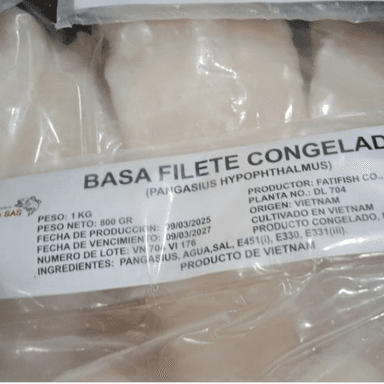 BASA FILETE CONGELAD
(PANGASIUS HYPOPHTHALMUS)
SAS
PESO: 1 KG
PESO NETO: 800 GR
FECHA DE PRODUCCION: 09/03/2025
FECHA DE VENCIMIENTO: 09/03/2027
NUMERO DE LOTE: VN 704 VI 176
INGREDIENTES: PANGASIUS, AGUA,SAL, E451(i), E330, E331(iii).
PRODUCTOR: FATIFISH CO.,
PLANTA NO.: DL 704
ORIGEN: VIETNAM
CULTIVADO EN VIETNAM
PRODUCTO CONGELADO,
PRODUCTO DE VIETNAM